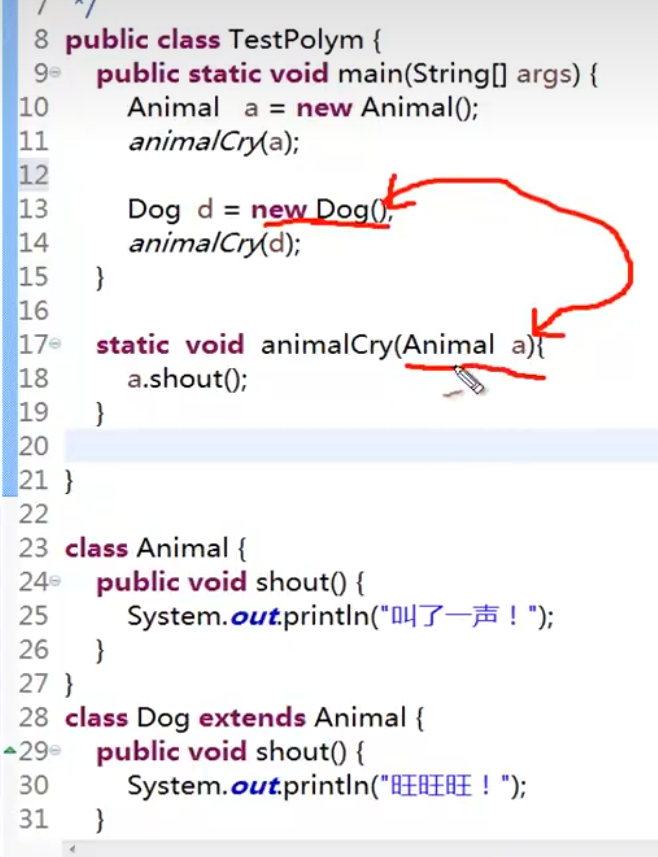 7 */
8 public class TestPolym {
9 public static void main(String[] args) {
10 Animal a = new Animal();
11 animalCry(a);
12
13 Dog d = new Dog();
14 animalCry(d);
15 }
16
17 static void animalCry(Animal a){
18 a.shout();
19 }
20
21 }
22
23 class Animal {
24 public void shout() {
25 System.out.println("叫了一声！");
26 }
27 }
28 class Dog extends Animal {
29 public void shout() {
30 System.out.println("旺旺旺！");
31 }